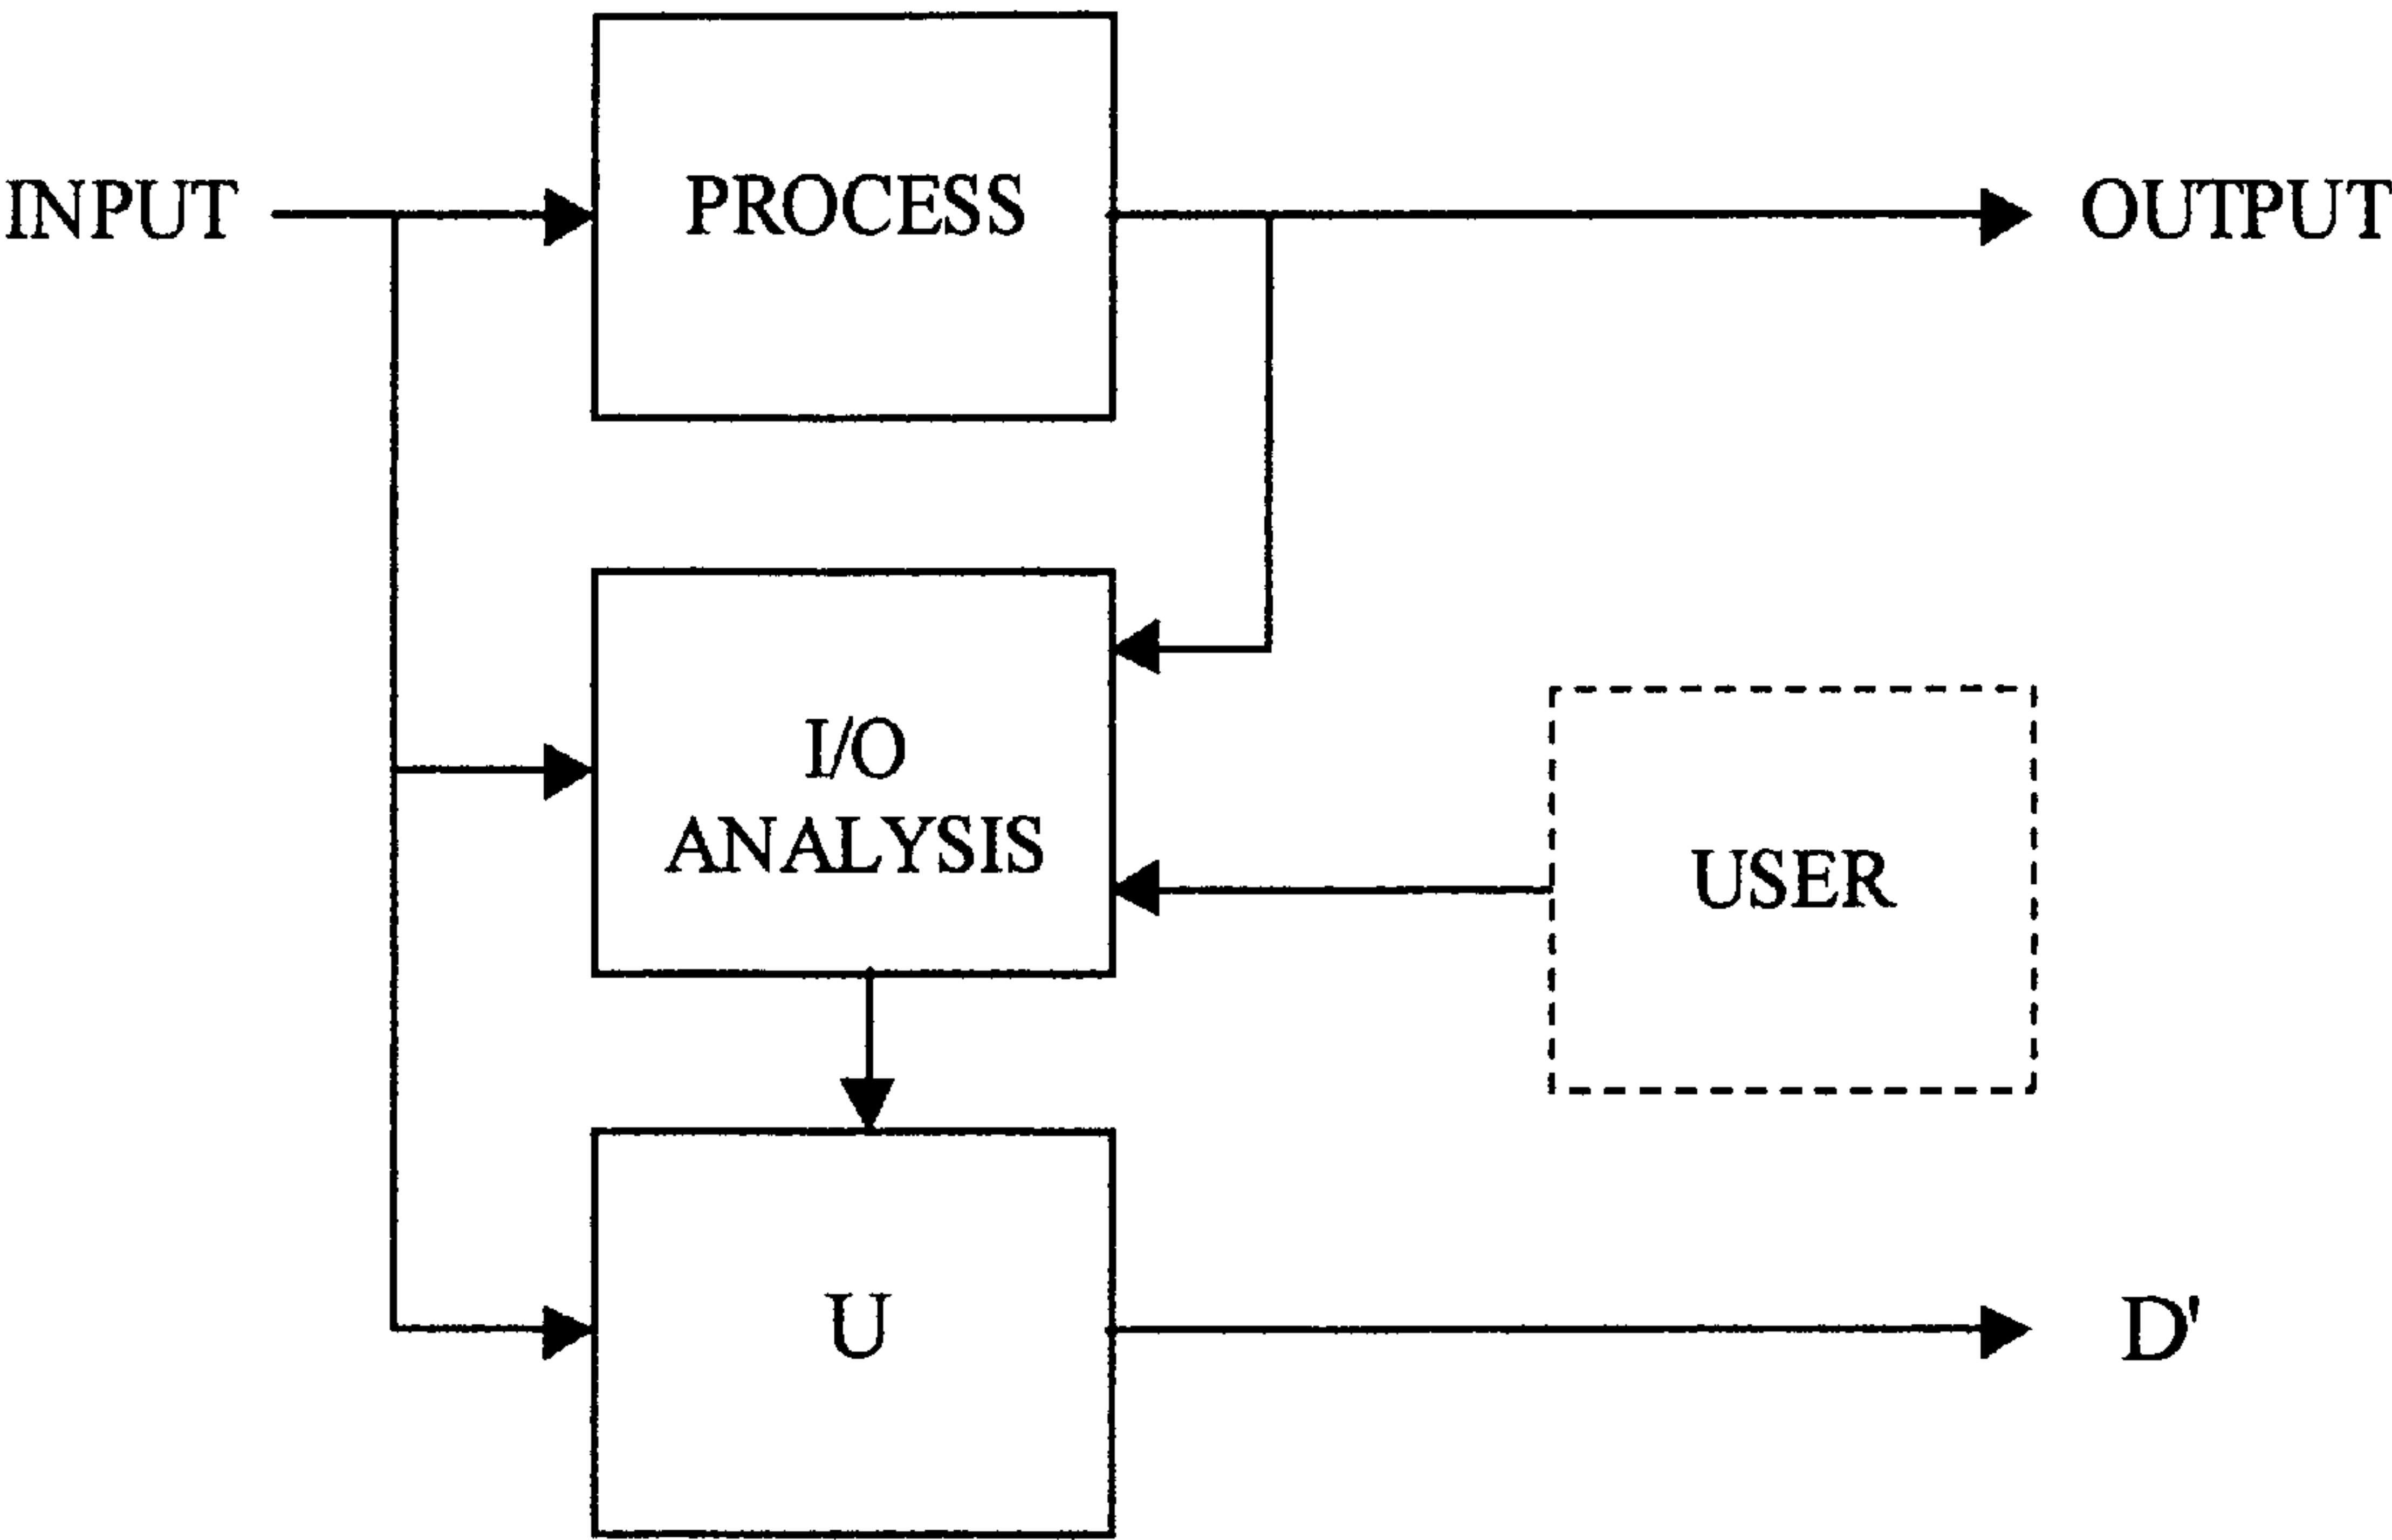 INPUT
PROCESS
OUTPUT
I/O
ANALYSIS
USER
U
D'